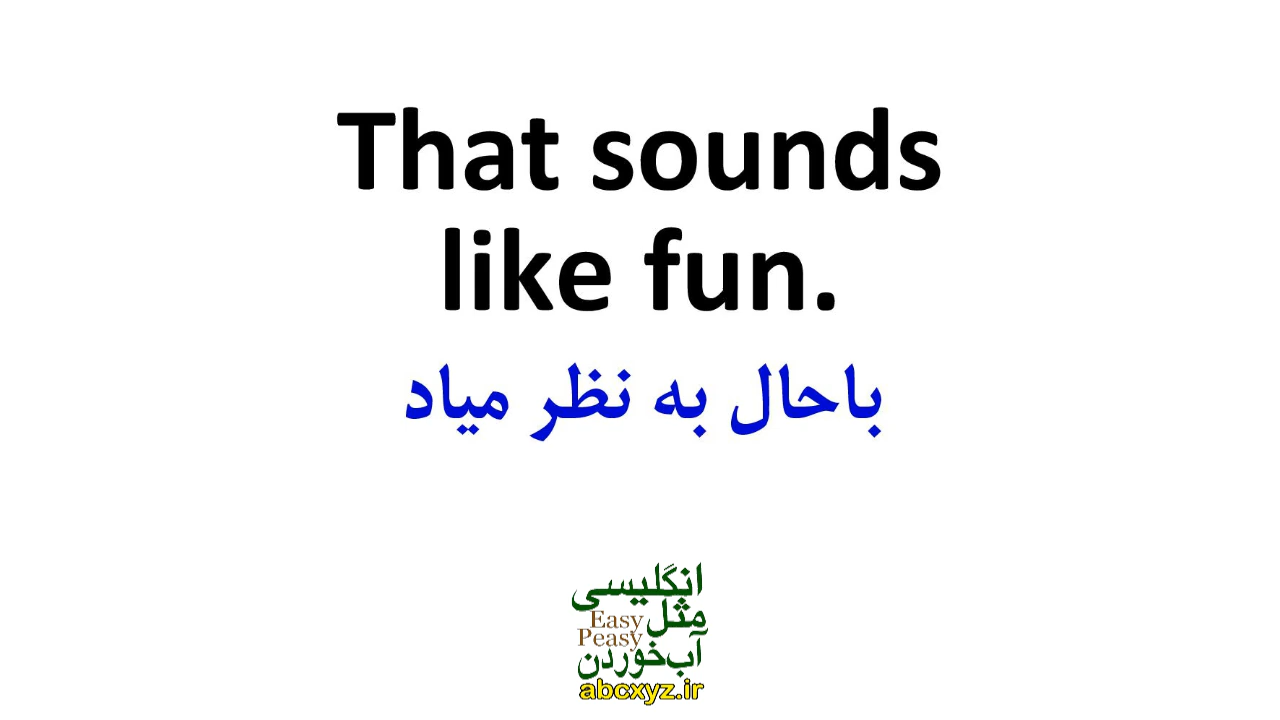 That sounds
like fun.
باحال به نظر میاد
انگلیسی
مثل
Easy
Peasy
آب‌خوردن
abcxyz.ir